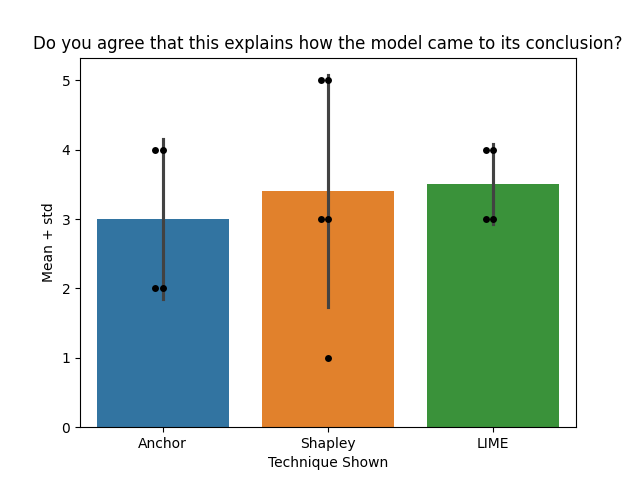 Do you agree that this explains how the model came to its conclusion?
5
4
3
2
1
0
Mean + std
Anchor
Shapley
LIME
Technique Shown